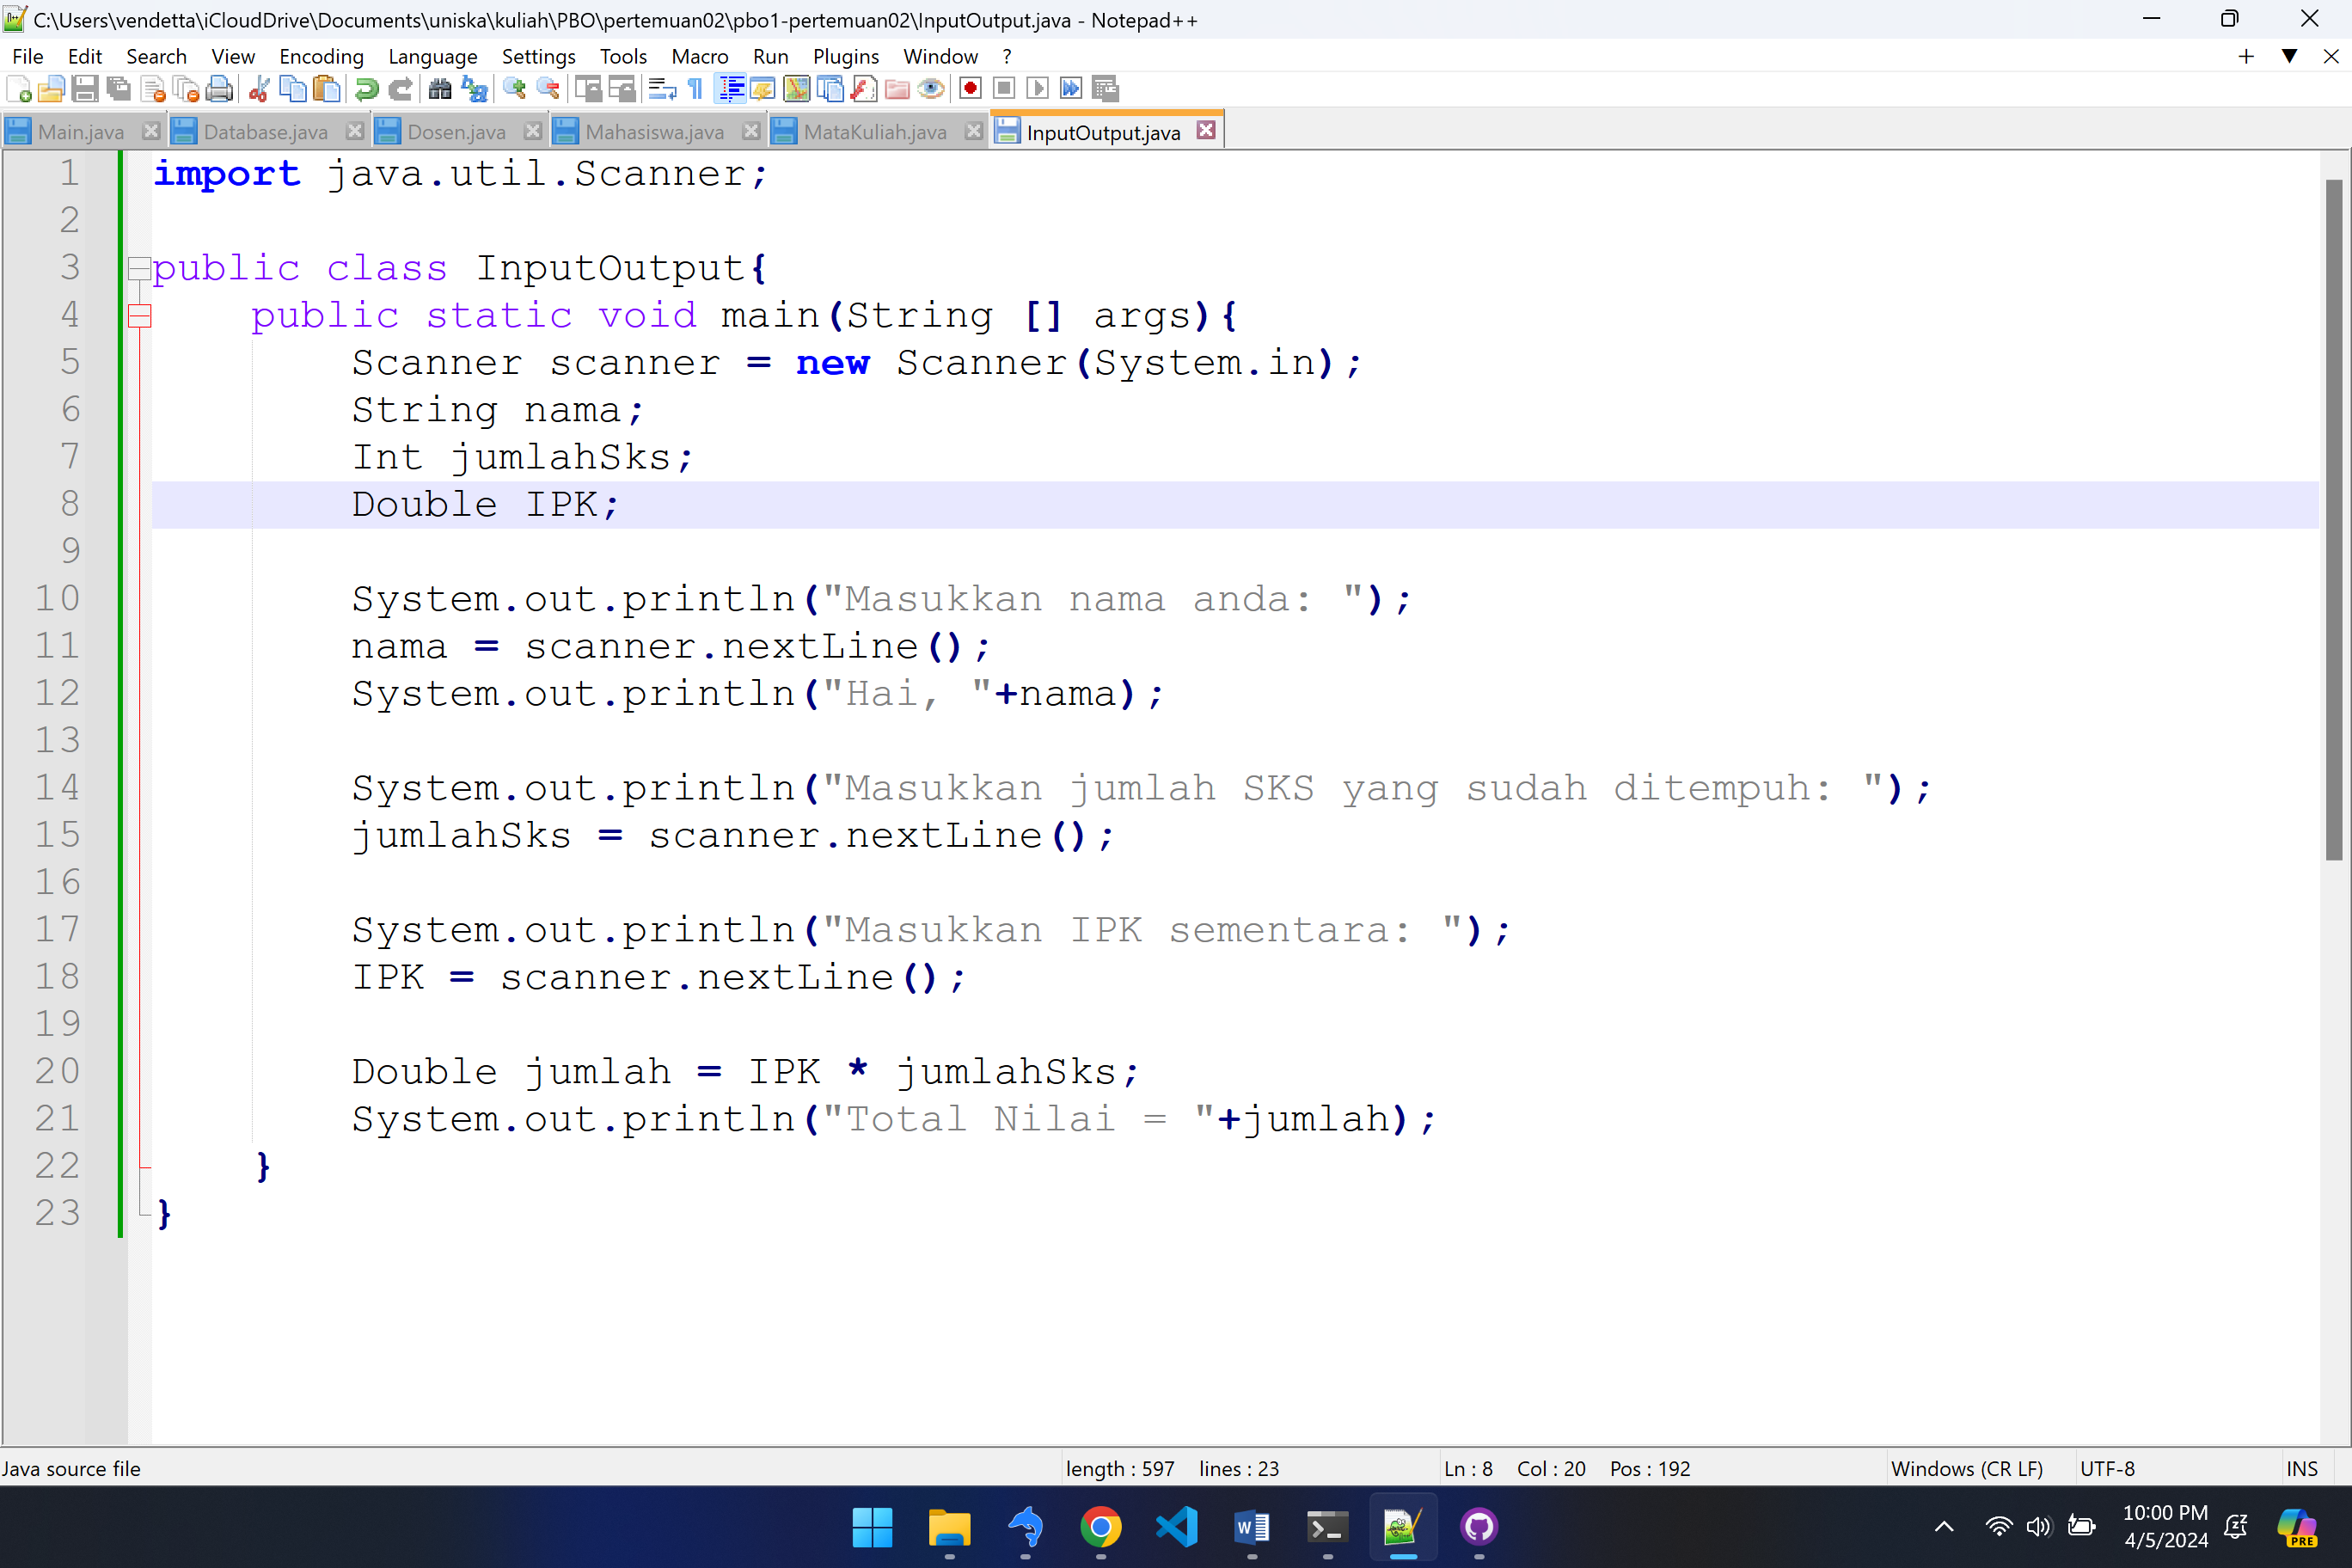 C:\Users\vendetta\iCloudDrive\Documents\uniska\kuliah\PBO\pertemuan02\pbo1-pertemuan02\InputOutput.java - Notepad++
File Edit Search View Encoding Language Settings Tools Macro Run Plugins Window ?
Main.java Database.java Dosen.java Mahasiswa.java MataKuliah.java InputOutput.java
1 import java.util.Scanner;
2
3 public class InputOutput{
4     public static void main(String [] args){
5         Scanner scanner = new Scanner(System.in);
6         String nama;
7         Int jumlahSks;
8         Double IPK;
9
10         System.out.println("Masukkan nama anda: ");
11         nama = scanner.nextLine();
12         System.out.println("Hai, "+nama);
13
14         System.out.println("Masukkan jumlah SKS yang sudah ditempuh: ");
15         jumlahSks = scanner.nextLine();
16
17         System.out.println("Masukkan IPK sementara: ");
18         IPK = scanner.nextLine();
19
20         Double jumlah = IPK * jumlahSks;
21         System.out.println("Total Nilai = "+jumlah);
22     }
23 }
Java source file length : 597 lines : 23 Ln : 8 Col : 20 Pos : 192 Windows (CR LF) UTF-8 INS
10:00 PM
4/5/2024
PRE